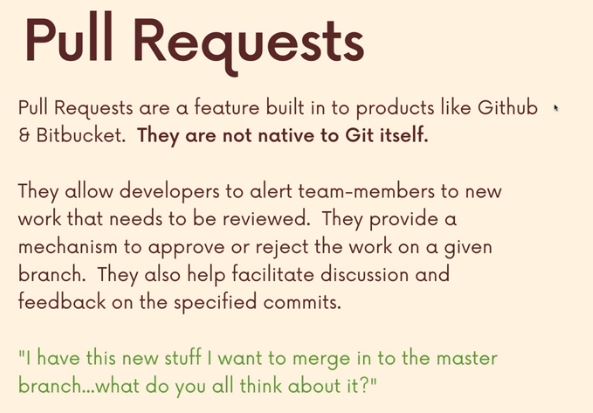 Pull Requests
Pull Requests are a feature built in to products like Github
& Bitbucket. They are not native to Git itself.
They allow developers to alert team-members to new
work that needs to be reviewed. They provide a
mechanism to approve or reject the work on a given
branch. They also help facilitate discussion and
feedback on the specified commits.
"I have this new stuff I want to merge in to the master
branch...what do you all think about it?"